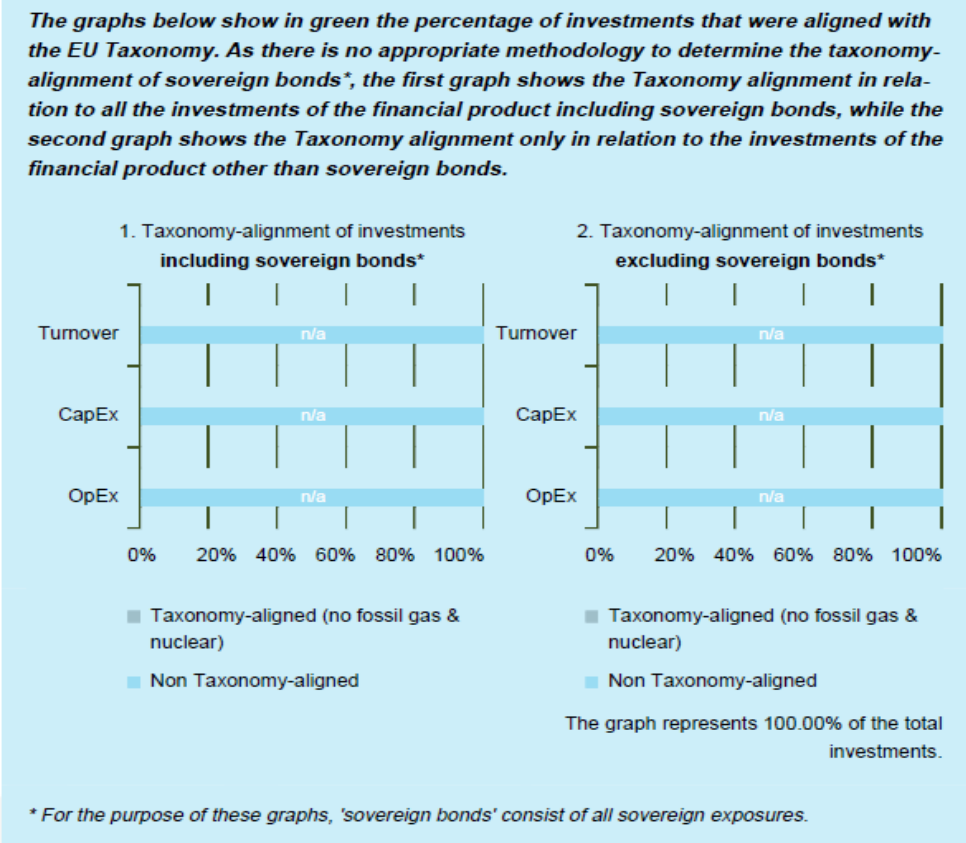 The graphs below show in green the percentage of investments that were aligned with
the EU Taxonomy. As there is no appropriate methodology to determine the taxonomy-
alignment of sovereign bonds*, the first graph shows the Taxonomy alignment in rela-
tion to all the investments of the financial product including sovereign bonds, while the
second graph shows the Taxonomy alignment only in relation to the investments of the
financial product other than sovereign bonds.
1. Taxonomy-alignment of investments
including sovereign bonds*
Turnover
n/a
CapEx
n/a
OpEx
n/a
0% 20% 40% 60% 80% 100%
Taxonomy-aligned (no fossil gas &
nuclear)
Non Taxonomy-aligned
2. Taxonomy-alignment of investments
excluding sovereign bonds*
Turnover
n/a
CapEx
n/a
OpEx
n/a
0% 20% 40% 60% 80% 100%
Taxonomy-aligned (no fossil gas &
nuclear)
Non Taxonomy-aligned
The graph represents 100.00% of the total
investments.
* For the purpose of these graphs, 'sovereign bonds' consist of all sovereign exposures.